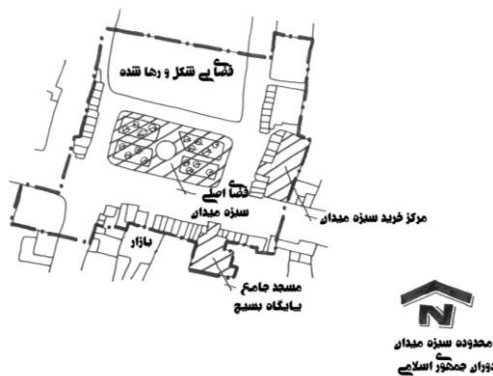 فضای بی شکل و رها شده
فضای اصلی
سبزه میدان
مرکز خرید سبزه میدان
بازار
مسجد جامع
پایگاه بسیج
N
محدوده سبزه میدان
دوران جمهوری اسلامی